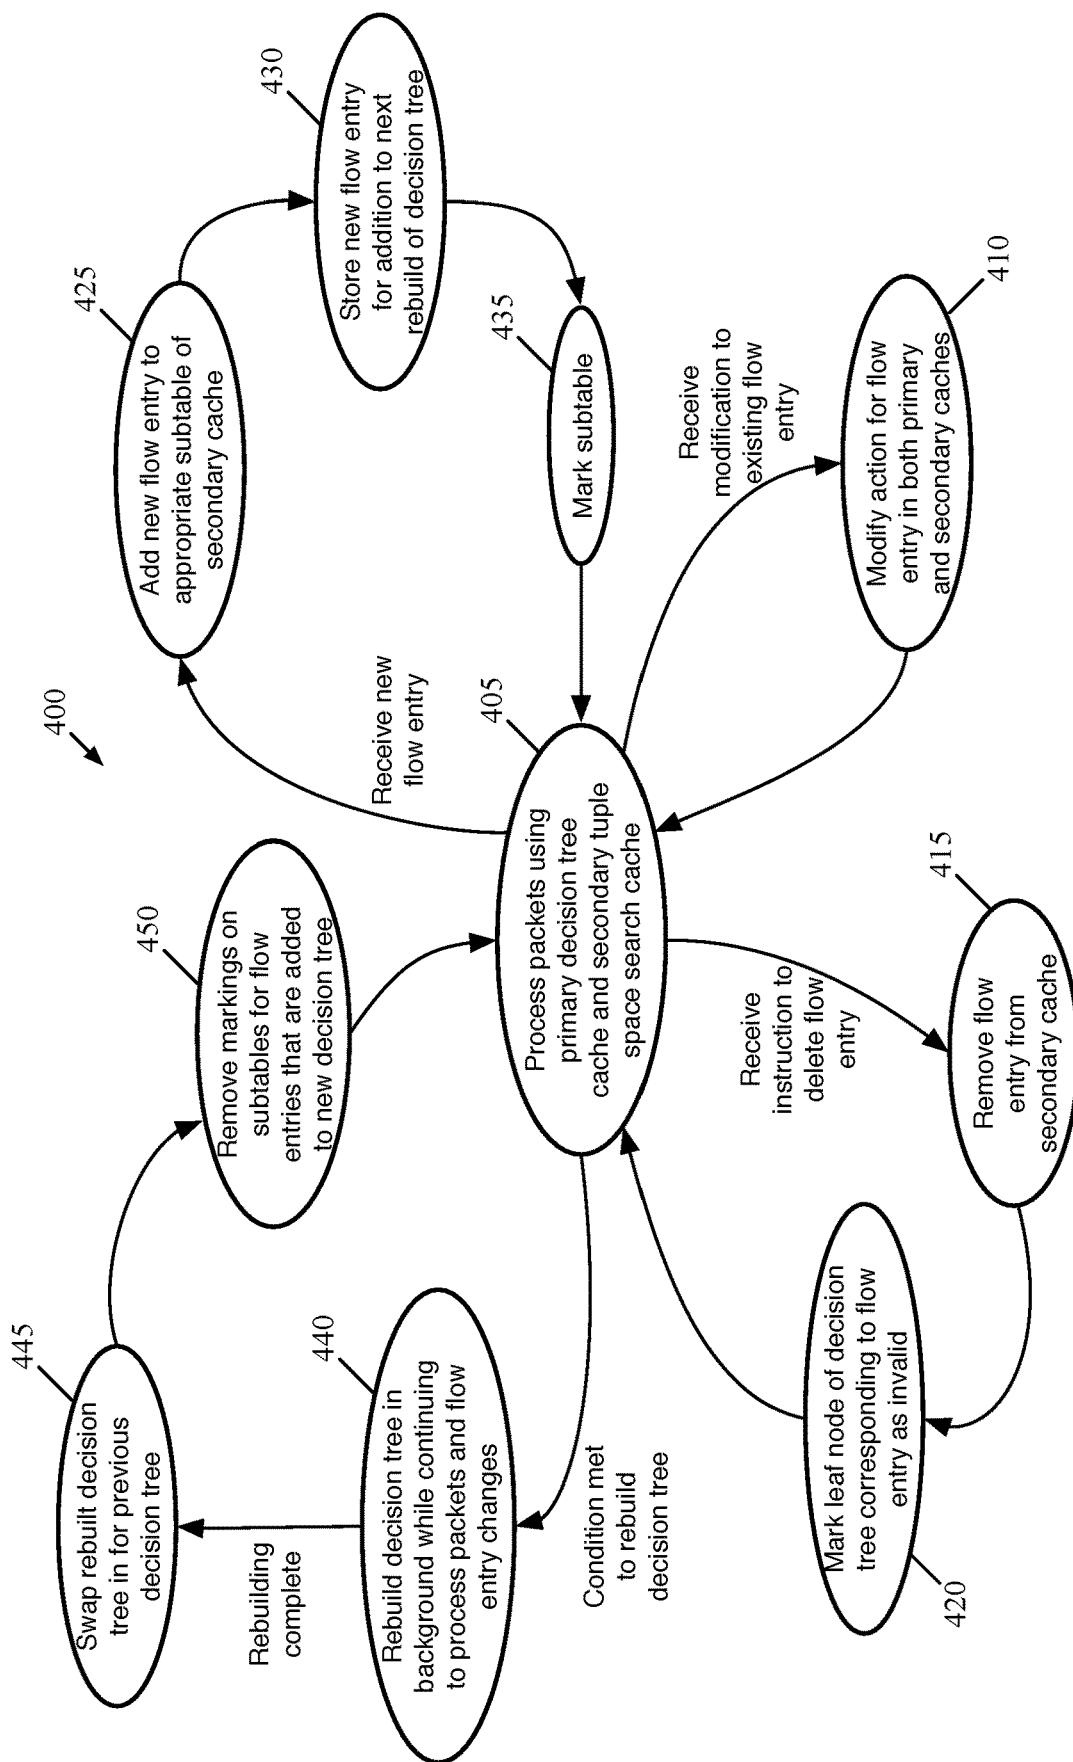 400
445
Swap rebuilt decision
tree in for previous
decision tree
Rebuilding
complete
440
Rebuild decision tree in
background while continuing
to process packets and flow
entry changes
Condition met
to rebuild
decision tree
450
Remove markings on
subtables for flow
entries that are added
to new decision tree
Receive new
flow entry
425
Add new flow entry to
appropriate subtable of
secondary cache
430
Store new flow entry
for addition to next
rebuild of decision tree
435
Mark subtable
405
Process packets using
primary decision tree
cache and secondary tuple
space search cache
Receive
modification to
existing flow
entry
410
Modify action for flow
entry in both primary
and secondary caches
Receive
instruction to
delete flow
entry
415
Remove flow
entry from
secondary cache
Mark leaf node of decision
tree corresponding to flow
entry as invalid
420